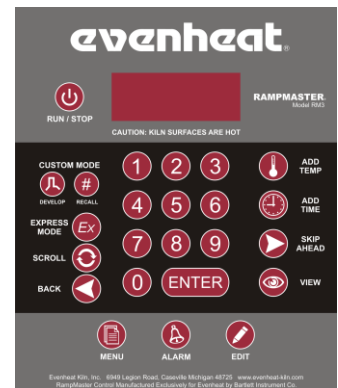 evenheat
RUN / STOP
RAMPMASTER
Model RM3
CAUTION: KILN SURFACES ARE HOT
CUSTOM MODE
#
DEVELOP
RECALL
1 2 3
ADD
TEMP
EXPRESS
MODE
Ex
4 5 6
ADD
TIME
SCROLL
7 8 9
SKIP
AHEAD
BACK
0 ENTER
VIEW
MENU
ALARM
EDIT
Evenheat Kiln, Inc. 6949 Legion Road, Caseville Michigan 48725 www.evenheat-kiln.com
RampMaster Control Manufactured Exclusively for Evenheat by Bartlett Instrument Co.